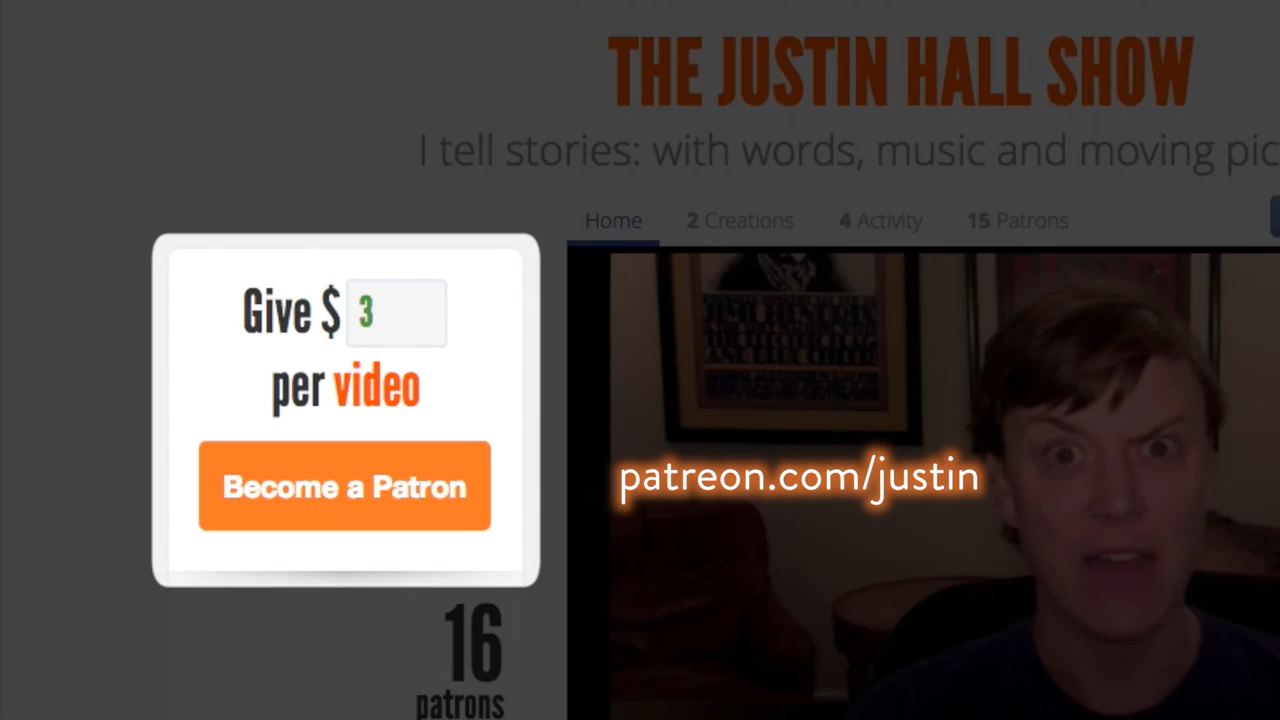 THE JUSTIN HALL SHOW
I tell stories: with words, music and moving pic
Home 2 Creations 4 Activity 15 Patrons
Give $ 3
per video
Become a Patron
patreon.com/justin
16
patrons